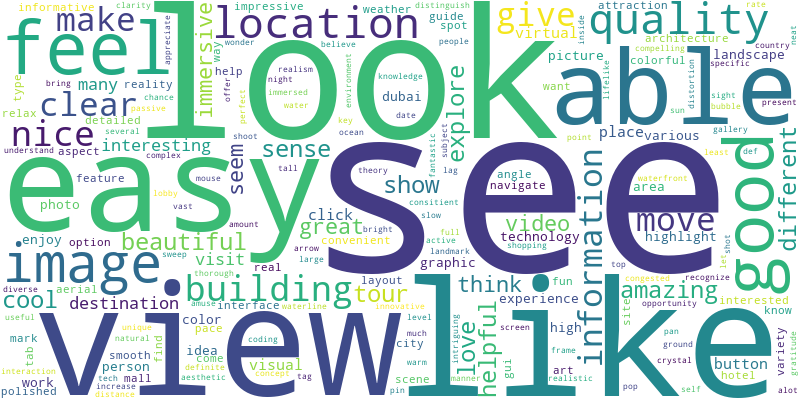 look
see
view
like
easy
able
feel
good
image
location
quality
building
information
nice
clear
make
give
move
different
explore
sense
show
video
great
beautiful
tour
think
amazing
helpful
love
cool
destination
interesting
immersive
seem
click
visit
many
landscape
place
various
picture
highlight
area
button
technology
navigate
angle
graphic
experience
high
city
visual
color
idea
person
interface
layout
convenient
real
aerial
option
enjoy
photo
feature
aspect
detailed
reality
relax
type
help
dubai
weather
guide
spot
virtual
impressive
informative
clarity
appreciate
way
wonder
believe
people
distinguish
attraction
inside
rate
architecture
compelling
country
neat
colorful
specific
want
lifelike
distortion
sight
bubble
present
sun
gallery
point
least
def
waterfront
let
shot
top
congested
recognize
interested
opportunity
know
site
pan
ground
crystal
variety
gratitude
hotel
pop
self
alot
fun
frame
art
realistic
screen
gui
manner
intriguing
level
much
warm
scene
pin
innovative
waterline
amuse
coding
come
pace
find
unique
natural
smooth
mall
tech
increase
distance
definite
aesthetic
concept
tag
work
polished
tab
interaction
mark
useful
diverse
thorough
sweep
large
arrow
bright
full
active
landmark
shopping
slow
consitient
theory
tall
amount
mouse
vast
lobby
complex
understand
several
passive
chance
bring
offer
night
realism
immersed
water
perfect
environment
knowledge
key
date
ocean
shoot
subject
lag
fantastic